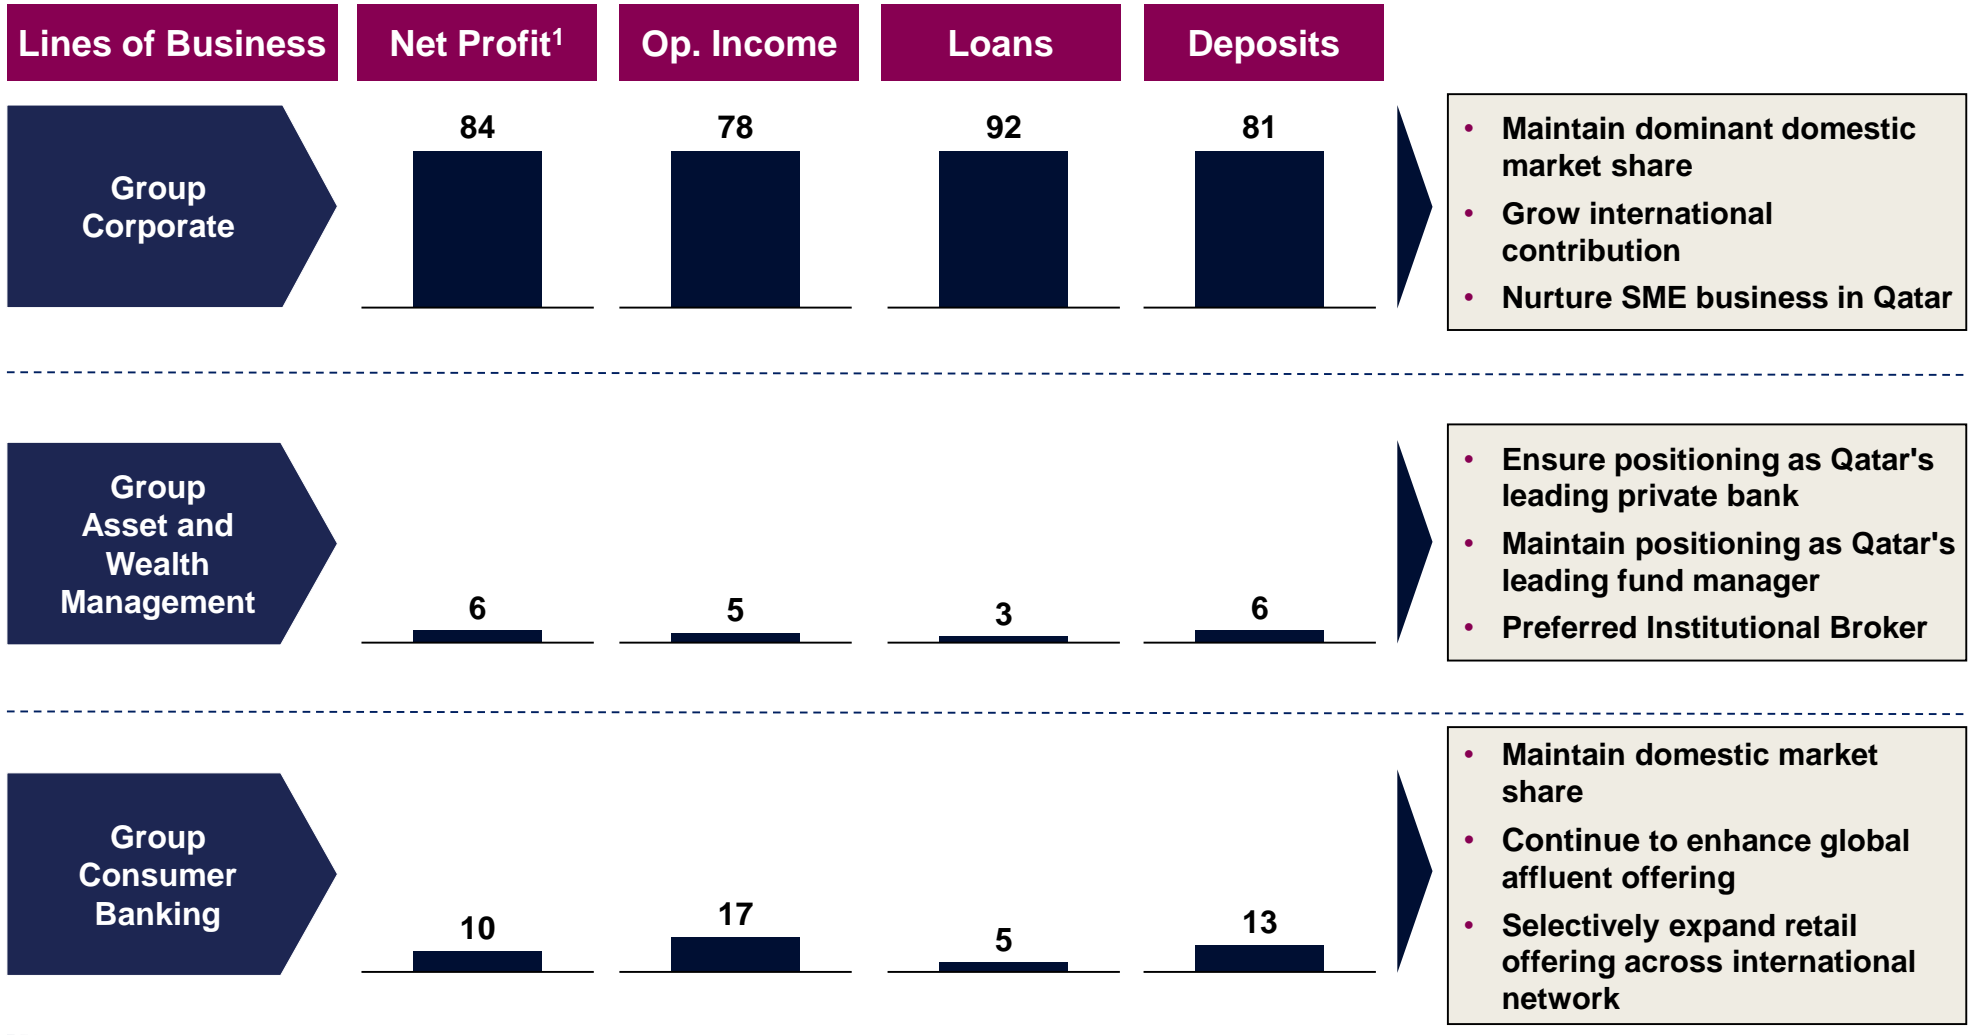 Lines of Business
Net Profit¹
Op. Income
Loans
Deposits
Group
Corporate
84
78
92
81
• Maintain dominant domestic
market share
• Grow international
contribution
• Nurture SME business in Qatar
Group
Asset and
Wealth
Management
6
5
3
6
• Ensure positioning as Qatar's
leading private bank
• Maintain positioning as Qatar's
leading fund manager
• Preferred Institutional Broker
Group
Consumer
Banking
10
17
5
13
• Maintain domestic market
share
• Continue to enhance global
affluent offering
• Selectively expand retail
offering across international
network